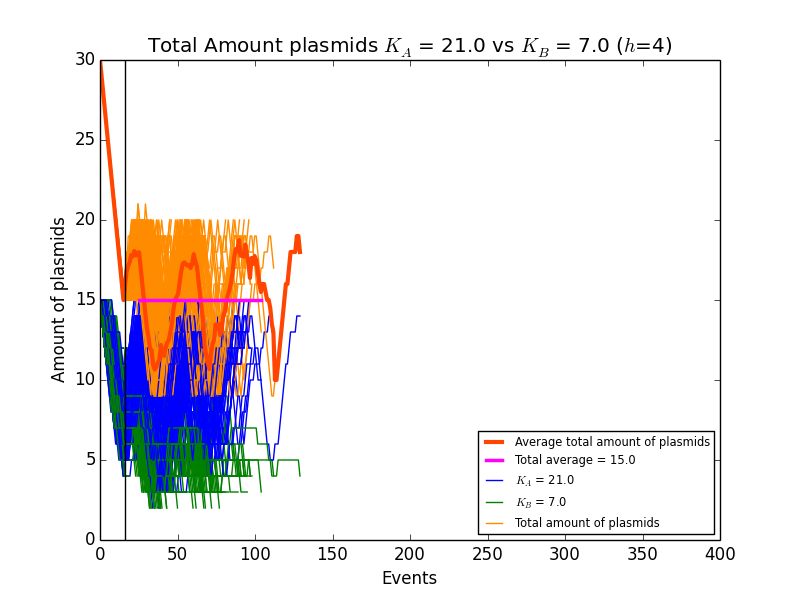 Total Amount plasmids K_A = 21.0 vs K_B = 7.0 (h=4)
30
25
20
15
10
5
0
Amount of plasmids
0 50 100 150 200 250 300 350 400
Events
Average total amount of plasmids
Total average = 15.0
K_A = 21.0
K_B = 7.0
Total amount of plasmids